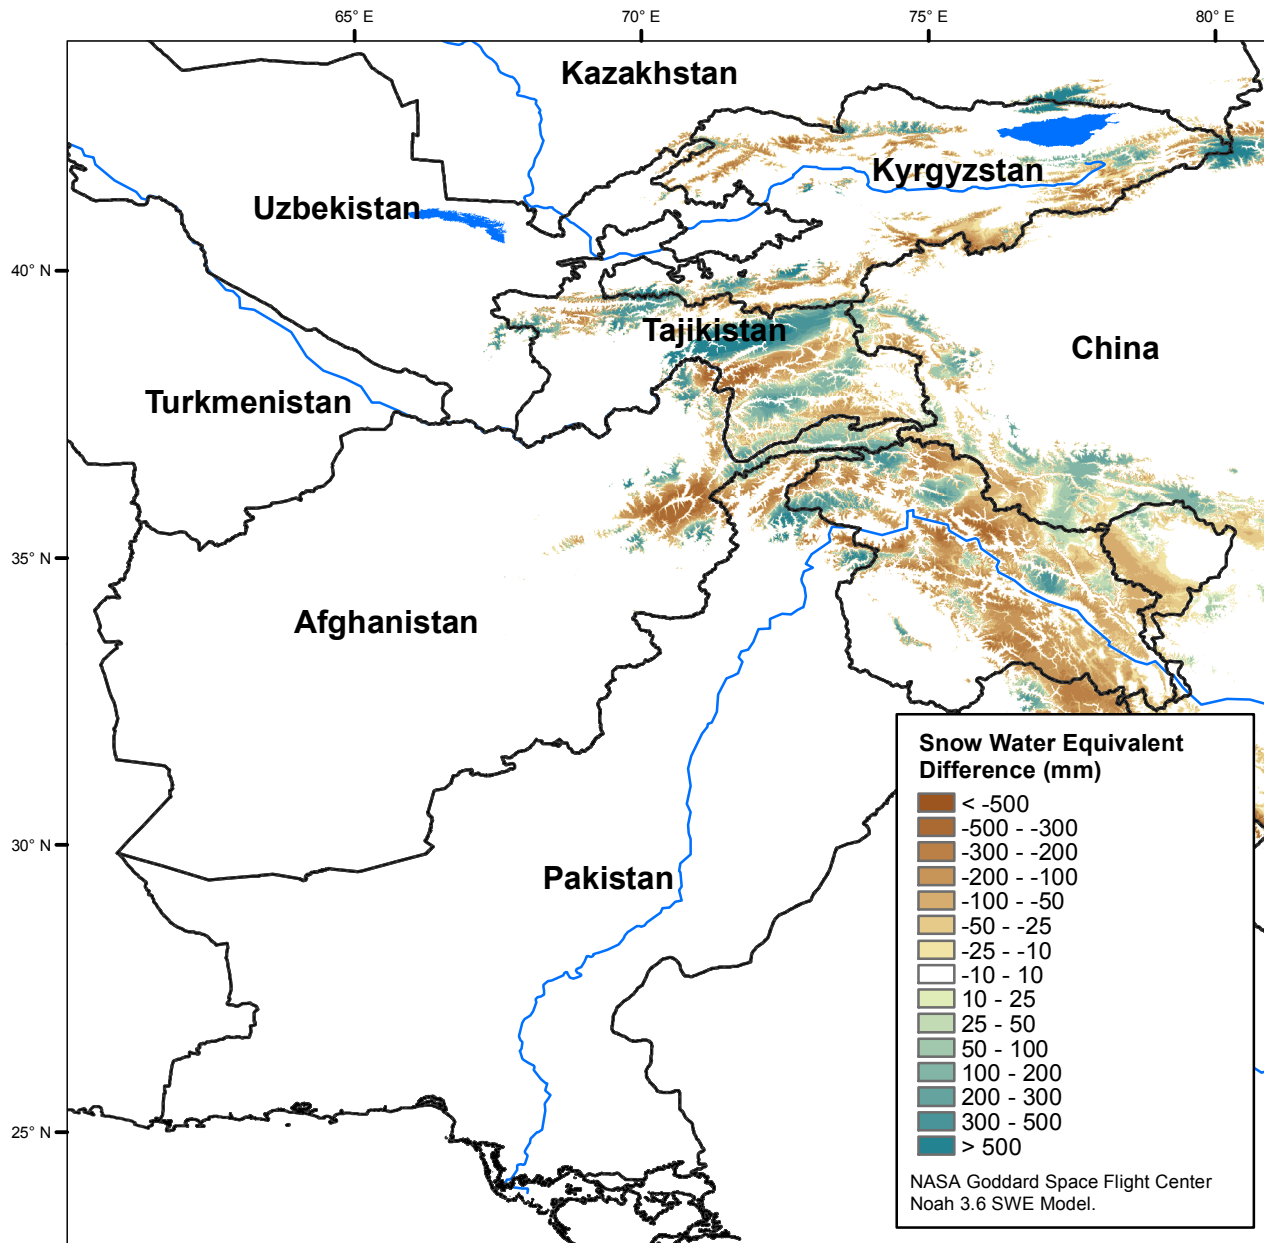 65° E
70° E
75° E
80° E
Kazakhstan
Kyrgyzstan
Uzbekistan
40° N
Tajikistan
China
Turkmenistan
35° N
Afghanistan
30° N
Pakistan
25° N
Snow Water Equivalent
Difference (mm)
< -500
-500 - -300
-300 - -200
-200 - -100
-100 - -50
-50 - -25
-25 - -10
-10 - 10
10 - 25
25 - 50
50 - 100
100 - 200
200 - 300
300 - 500
> 500
NASA Goddard Space Flight Center
Noah 3.6 SWE Model.